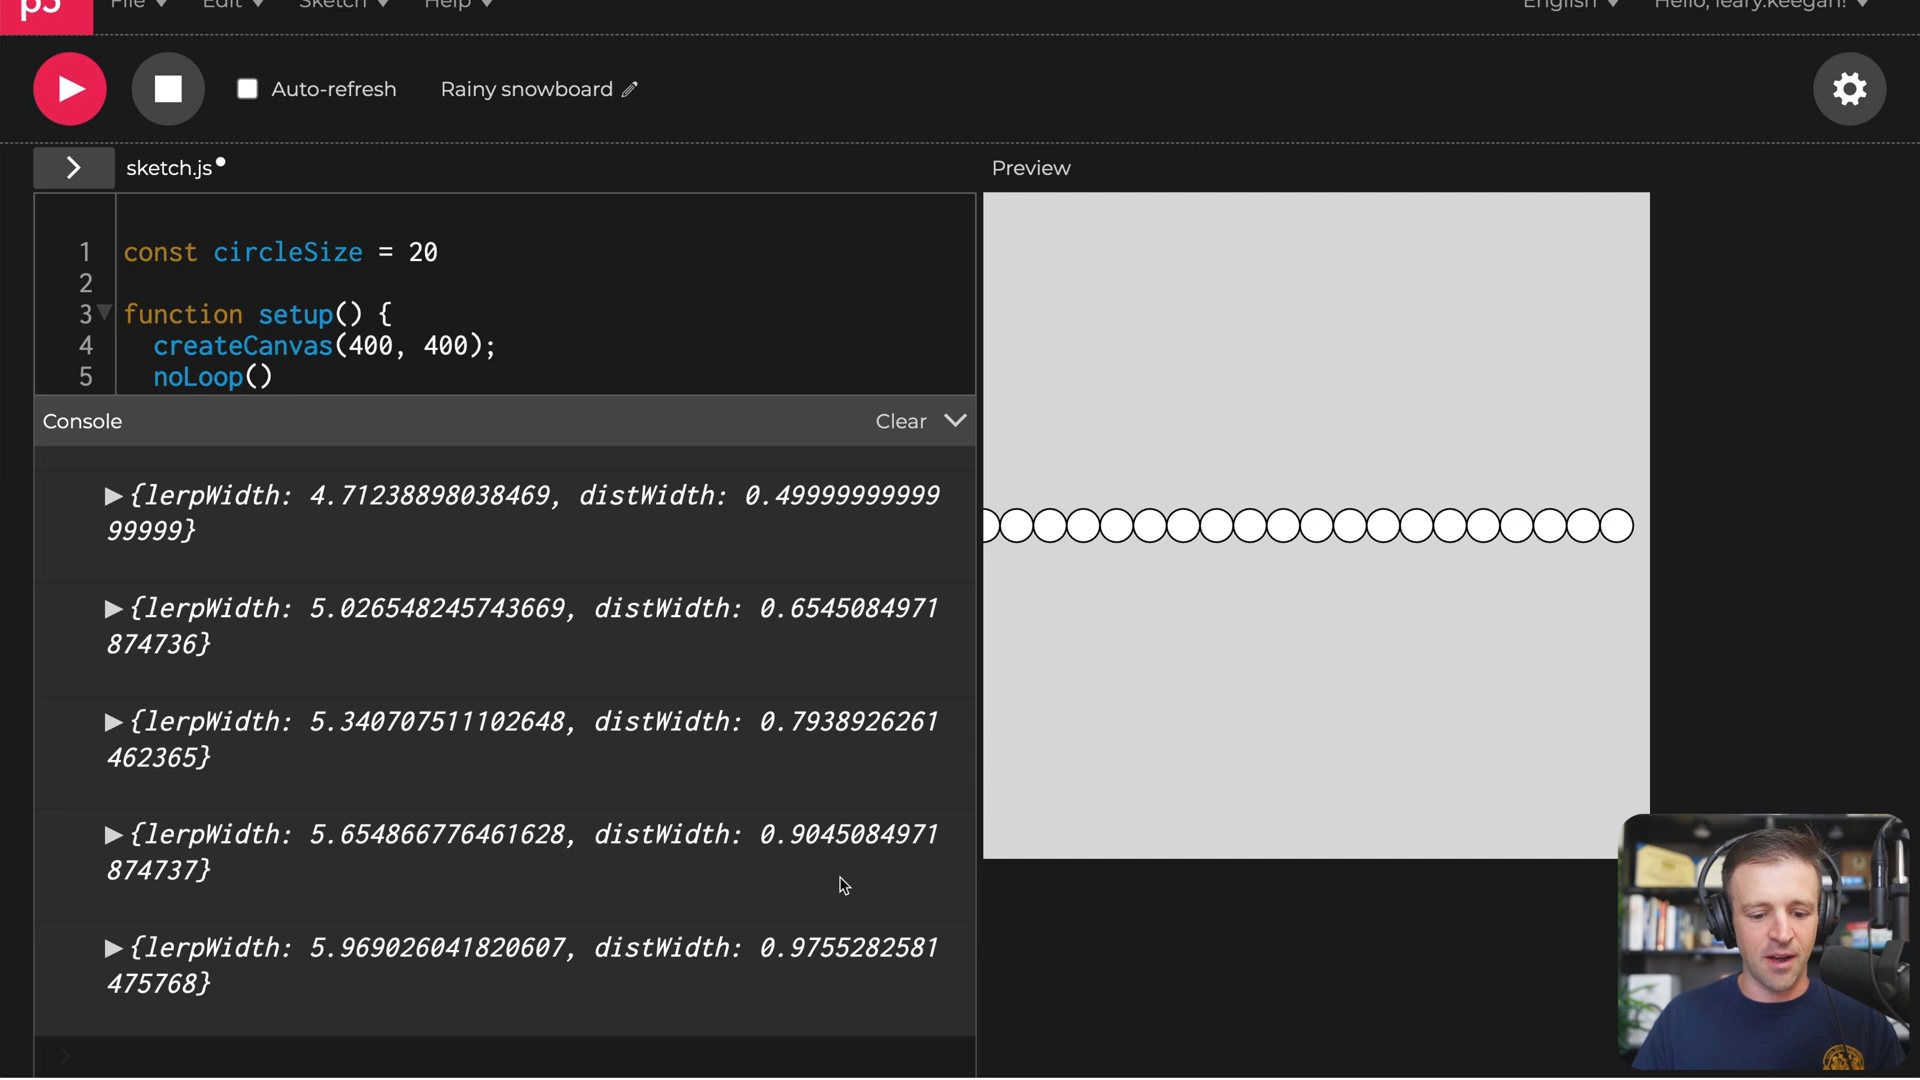 p5
File ▼ Edit ▼ Sketch ▼ Help ▼ English ▼ Hello, leary.keegan! ▼
Auto-refresh Rainy snowboard
sketch.js
Preview
1 const circleSize = 20
2
3 function setup() {
4 createCanvas(400, 400);
5 noLoop()
Console Clear
▶{lerpWidth: 4.71238898038469, distWidth: 0.49999999999
99999}
▶{lerpWidth: 5.026548245743669, distWidth: 0.6545084971
874736}
▶{lerpWidth: 5.340707511102648, distWidth: 0.7938926261
462365}
▶{lerpWidth: 5.654866776461628, distWidth: 0.9045084971
874737}
▶{lerpWidth: 5.969026041820607, distWidth: 0.9755282581
475768}